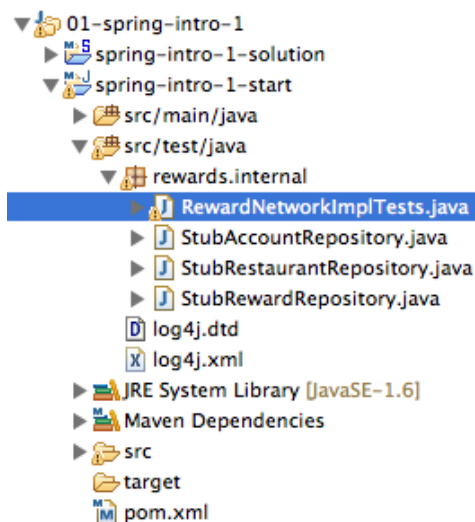 01-spring-intro-1
spring-intro-1-solution
spring-intro-1-start
src/main/java
src/test/java
rewards.internal
RewardNetworkImplTests.java
StubAccountRepository.java
StubRestaurantRepository.java
StubRewardRepository.java
log4j.dtd
log4j.xml
JRE System Library [JavaSE-1.6]
Maven Dependencies
src
target
pom.xml